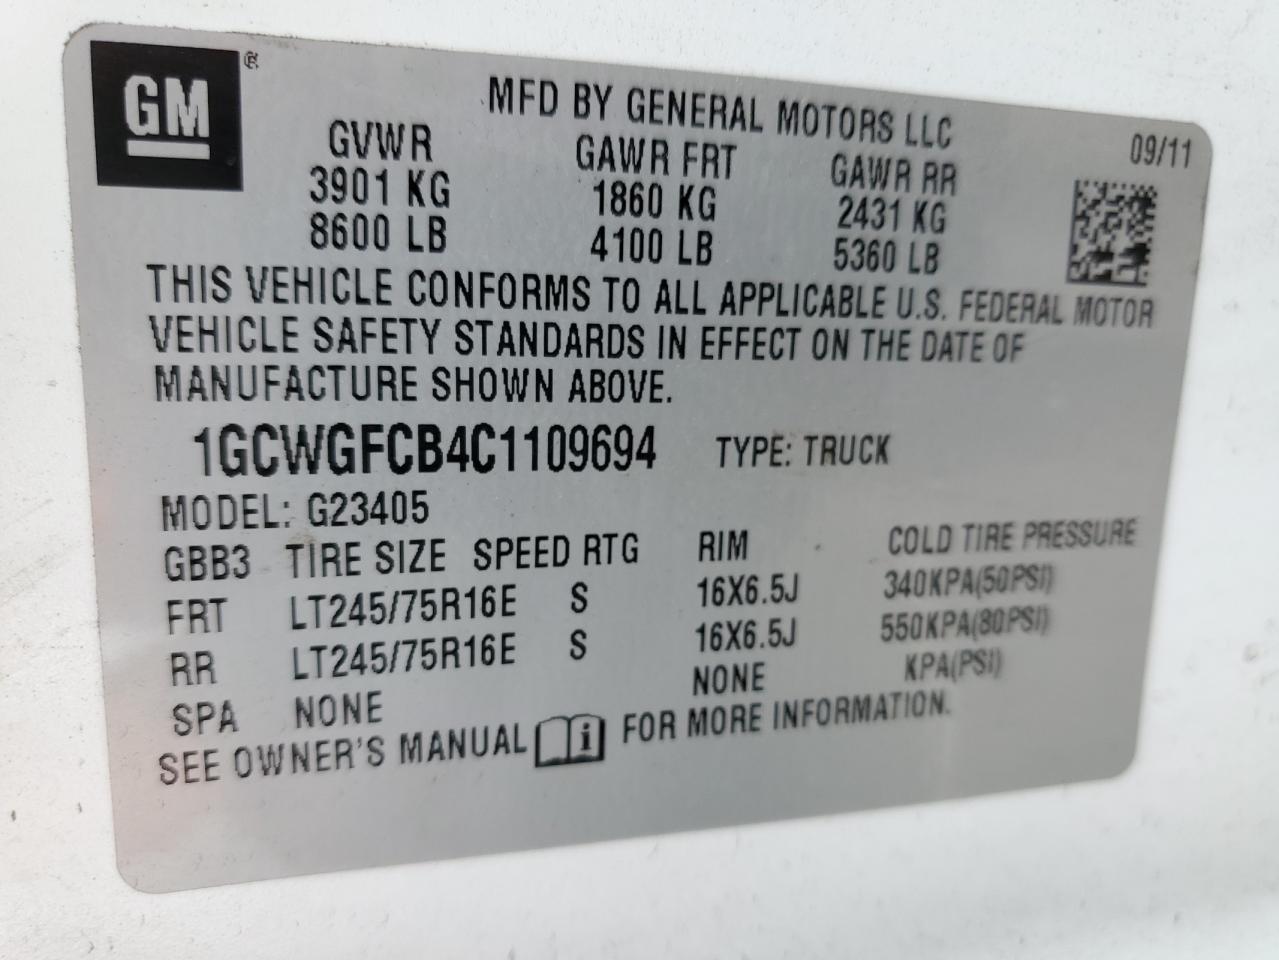 GM
®
MFD BY GENERAL MOTORS LLC
09/11
GVWR GAWR FRT GAWR RR
3901 KG 1860 KG 2431 KG
8600 LB 4100 LB 5360 LB
THIS VEHICLE CONFORMS TO ALL APPLICABLE U.S. FEDERAL MOTOR
VEHICLE SAFETY STANDARDS IN EFFECT ON THE DATE OF
MANUFACTURE SHOWN ABOVE.
1GCWGFCB4C1109694 TYPE: TRUCK
MODEL: G23405
GBB3 TIRE SIZE SPEED RTG RIM COLD TIRE PRESSURE
FRT LT245/75R16E S 16X6.5J 340KPA(50PSI)
RR LT245/75R16E S 16X6.5J 550KPA(80PSI)
SPA NONE NONE KPA(PSI)
SEE OWNER'S MANUAL i FOR MORE INFORMATION.